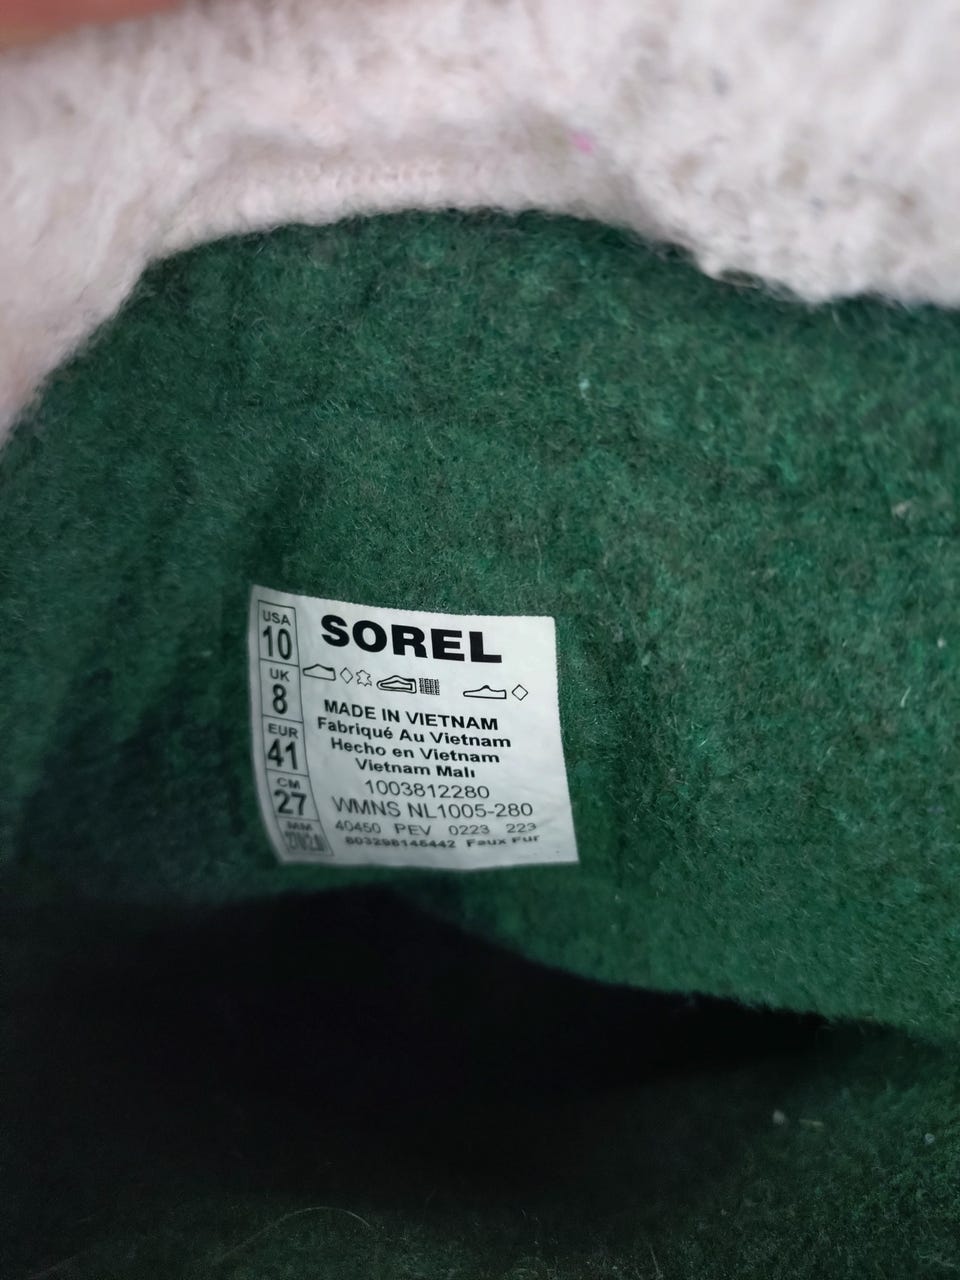 USA
10
UK
8
EUR
41
CM
27
MM
SOREL
MADE IN VIETNAM
Fabriqué Au Vietnam
Hecho en Vietnam
Vietnam Malı
1003812280
WMNS NL1005-280
40450 PEV 0223 223
Faux Fur